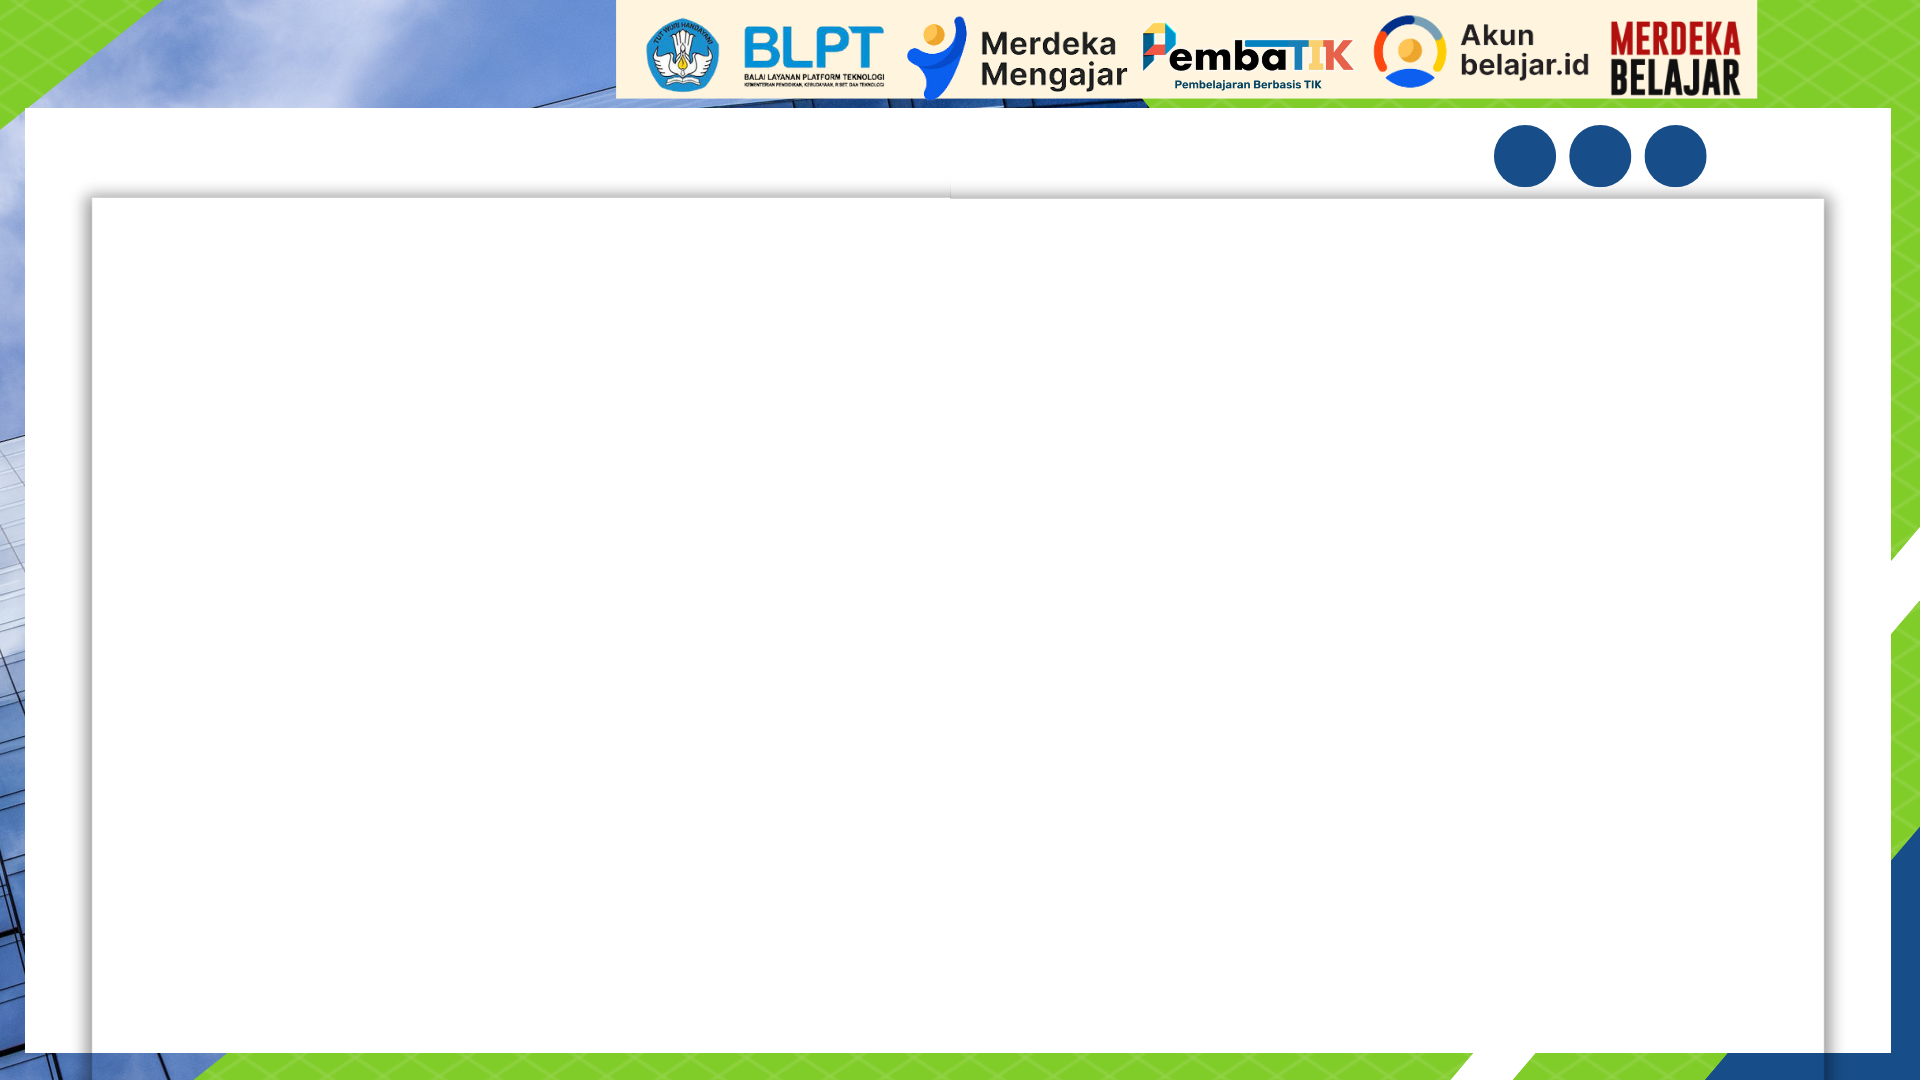 TUT WURI HANDAYANI
BLPT
BALAI LAYANAN PLATFORM TEKNOLOGI
KEMENTERIAN PENDIDIKAN, KEBUDAYAAN, RISET DAN TEKNOLOGI
Merdeka
Mengajar
PembaTIK
Pembelajaran Berbasis TIK
Akun
belajar.id
MERDEKA
BELAJAR